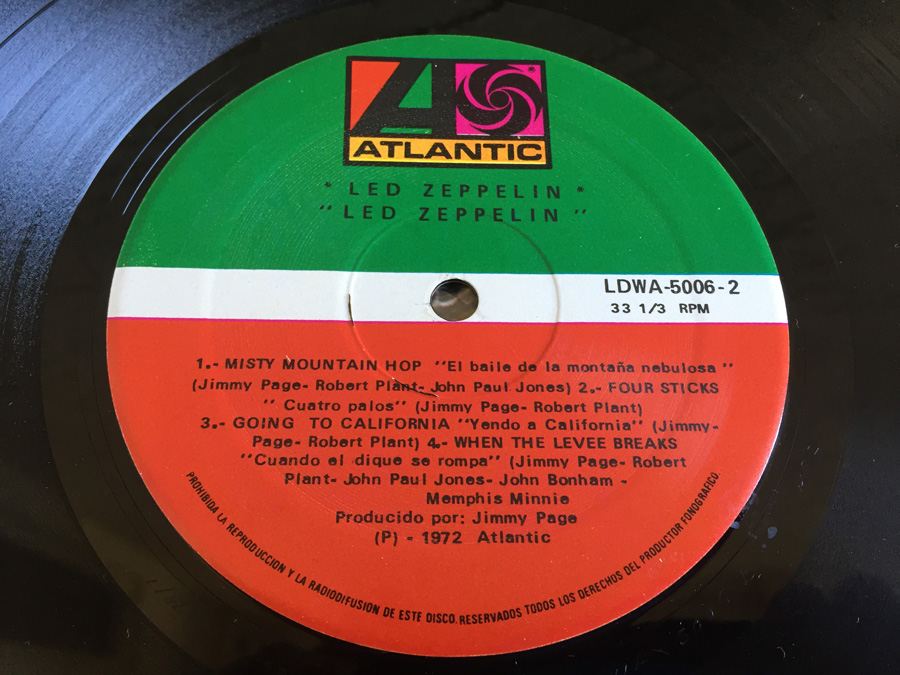 ATLANTIC
* LED ZEPPELIN *
"LED ZEPPELIN"
LDWA-5006-2
33 1/3 RPM
1.- MISTY MOUNTAIN HOP "El baile de la montaña nebulosa"
(Jimmy Page- Robert Plant- John Paul Jones) 2.- FOUR STICKS
"Cuatro palos" (Jimmy Page- Robert Plant)
3.- GOING TO CALIFORNIA "Yendo a California" (Jimmy-
Page- Robert Plant) 4.- WHEN THE LEVEE BREAKS
"Cuando el dique se rompa" (Jimmy Page- Robert
Plant- John Paul Jones- John Bonham -
Memphis Minnie
Producido por: Jimmy Page
(P) - 1972 Atlantic
PROHIBIDA LA REPRODUCCION Y LA RADIODIFUSION DE ESTE DISCO. RESERVADOS TODOS LOS DERECHOS DEL PRODUCTOR FONOGRAFICO.